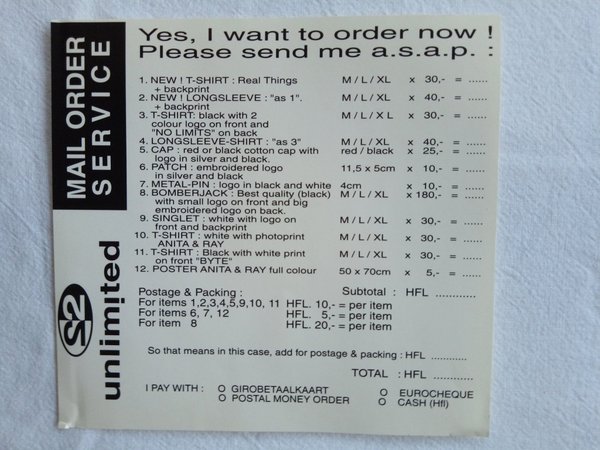 MAIL ORDER
SERVICE
2 unlimited
Yes, I want to order now !
Please send me a.s.a.p. :
1. NEW ! T-SHIRT : Real Things M / L / XL x 30,- = ......
+ backprint
2. NEW ! LONGSLEEVE : "as 1". M / L / XL x 40,- = ......
+ backprint
3. T-SHIRT: black with 2 M / L / X L x 30,- = ......
colour logo on front and
"NO LIMITS" on back
4. LONGSLEEVE-SHIRT : "as 3" M / L / XL x 40,- = ......
5. CAP : red or black cotton cap with red / black x 25,- = ......
logo in silver and black.
6. PATCH : embroidered logo 11,5 x 5cm x 10,- = ......
in silver and black
7. METAL-PIN : logo in black and white 4cm x 10,- = ......
8. BOMBERJACK : Best quality (black) M / L / XL x 180,- = ......
with small logo on front and big
embroidered logo on back.
9. SINGLET : white with logo on M / L / XL x 30,- = ......
front and backprint
10. T-SHIRT : white with photoprint M / L / XL x 30,- = ......
ANITA & RAY
11. T-SHIRT : Black with white print M / L / XL x 30,- = ......
on front "BYTE"
12. POSTER ANITA & RAY full colour 50 x 70cm x 5,- = ......
Postage & Packing : Subtotal : HFL ............
For items 1,2,3,4,5,9,10, 11 HFL. 10,- = per item
For items 6, 7, 12 HFL. 5,- = per item
For item 8 HFL. 20,- = per item
So that means in this case, add for postage & packing : HFL ............
TOTAL : HFL ............
I PAY WITH : O GIROBETAALKAART O EUROCHEQUE
O POSTAL MONEY ORDER O CASH (Hfl)